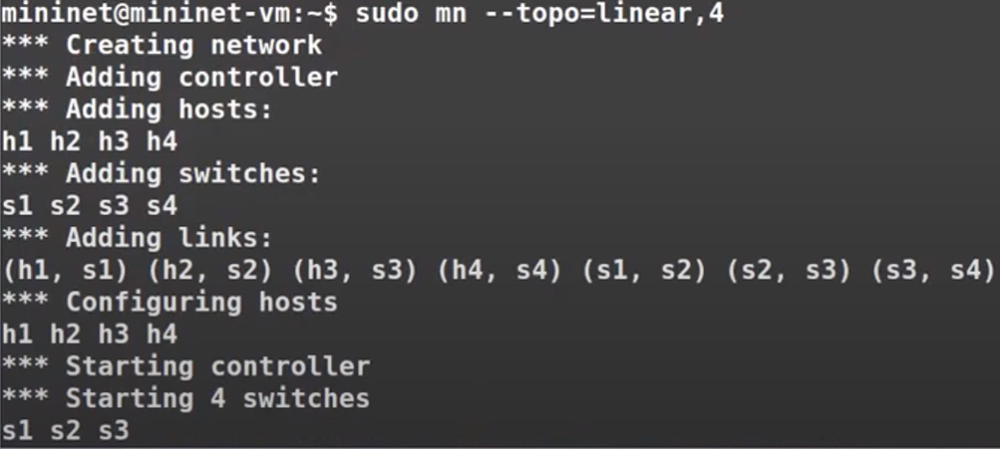 mininet@mininet-vm:~$ sudo mn --topo=linear,4
*** Creating network
*** Adding controller
*** Adding hosts:
h1 h2 h3 h4
*** Adding switches:
s1 s2 s3 s4
*** Adding links:
(h1, s1) (h2, s2) (h3, s3) (h4, s4) (s1, s2) (s2, s3) (s3, s4)
*** Configuring hosts
h1 h2 h3 h4
*** Starting controller
*** Starting 4 switches
s1 s2 s3